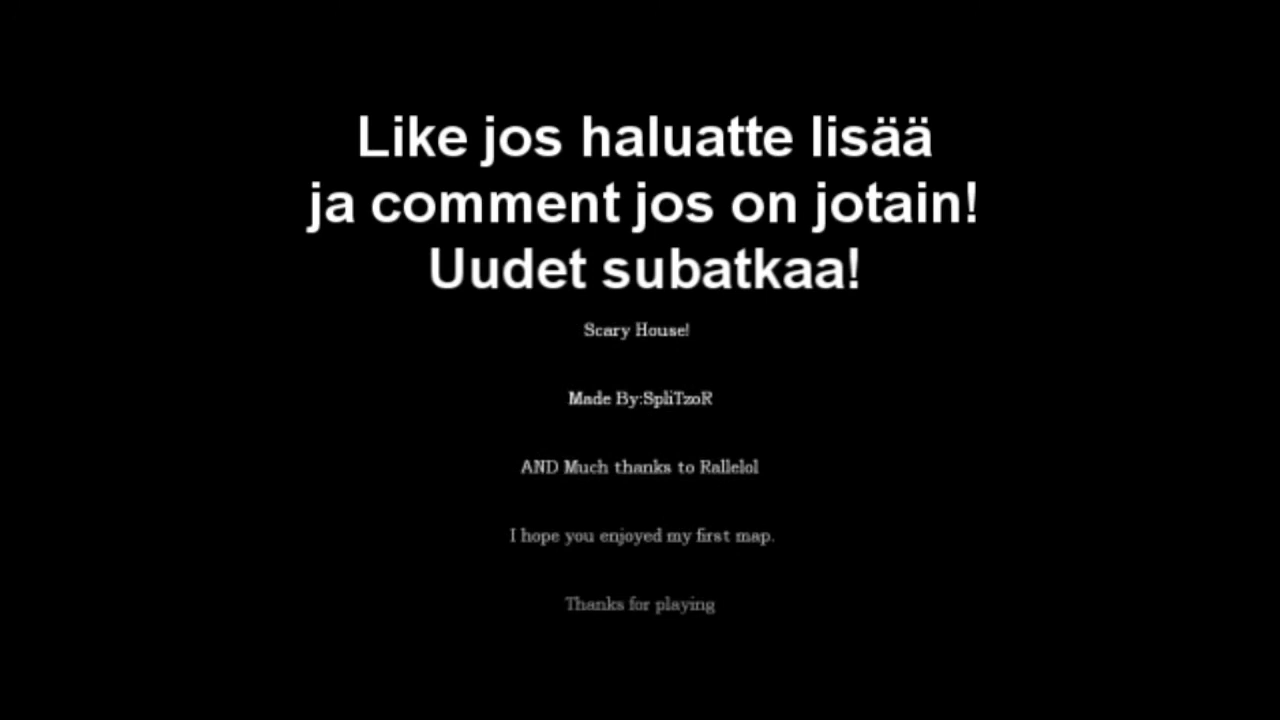 Like jos haluatte lisää
ja comment jos on jotain!
Uudet subatkaa!
Scary House!
Made By:SpliTzoR
AND Much thanks to Rallelol
I hope you enjoyed my first map.
Thanks for playing